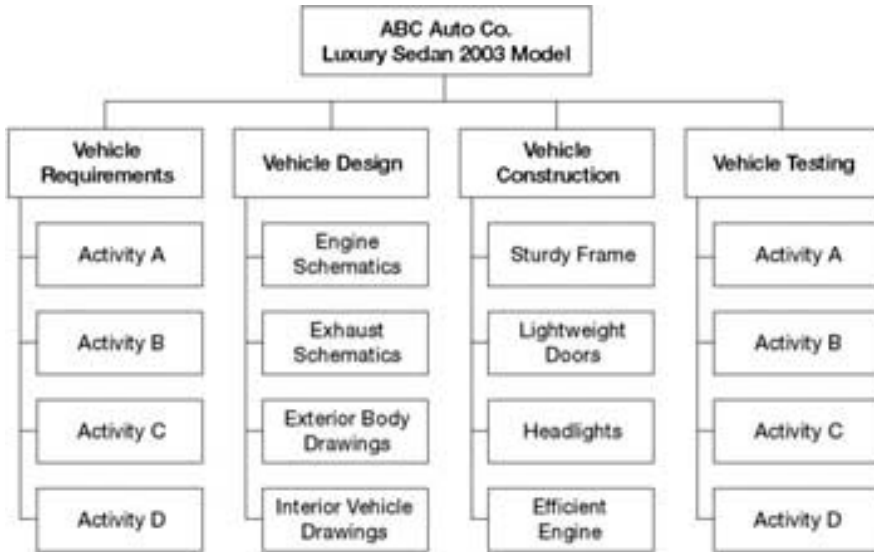 ABC Auto Co.
Luxury Sedan 2003 Model
Vehicle
Requirements
Activity A
Activity B
Activity C
Activity D
Vehicle Design
Engine
Schematics
Exhaust
Schematics
Exterior Body
Drawings
Interior Vehicle
Drawings
Vehicle
Construction
Sturdy Frame
Lightweight
Doors
Headlights
Efficient
Engine
Vehicle Testing
Activity A
Activity B
Activity C
Activity D